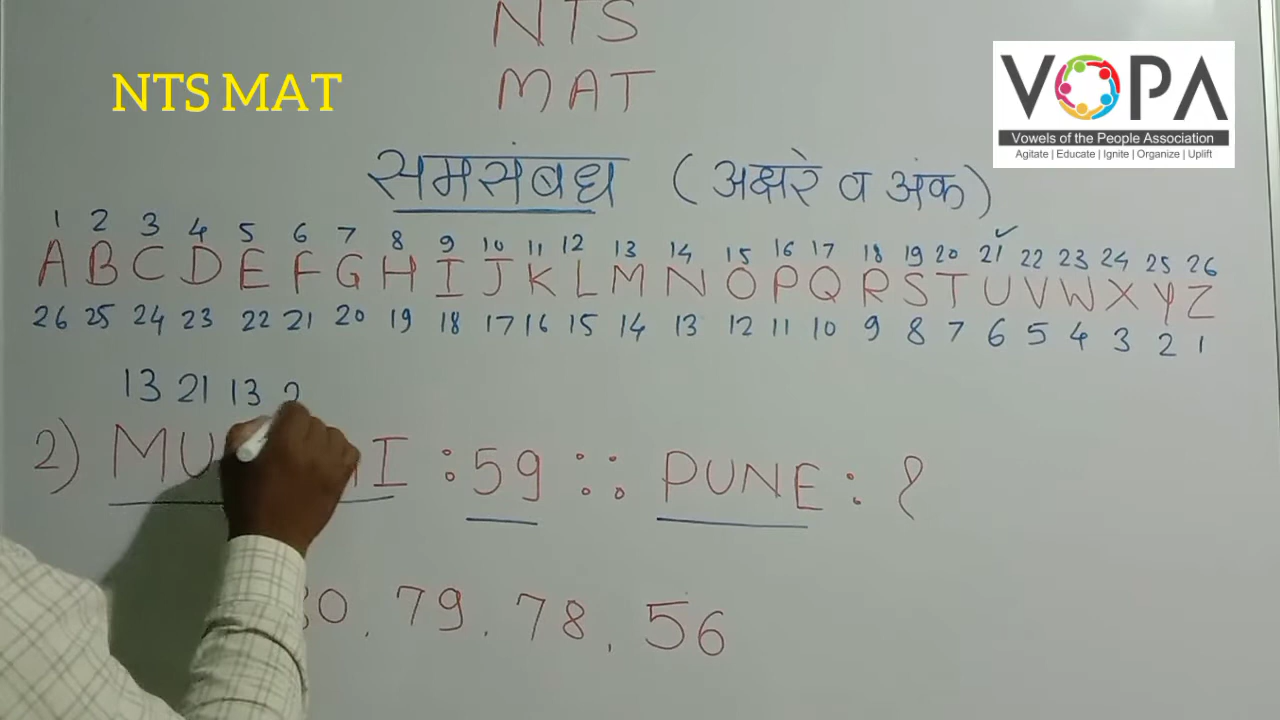 NTS
MAT
NTS MAT
VOPA
Vowels of the People Association
Agitate | Educate | Ignite | Organize | Uplift
समसंबध (अक्षरे व अंक)
1 2 3 4 5 6 7 8 9 10 11 12 13 14 15 16 17 18 19 20 21 22 23 24 25 26
A B C D E F G H I J K L M N O P Q R S T U V W X Y Z
26 25 24 23 22 21 20 19 18 17 16 15 14 13 12 11 10 9 8 7 6 5 4 3 2 1
13 21 13 2
2) MU I : 59 :: PUNE : ?
0, 79, 78, 56